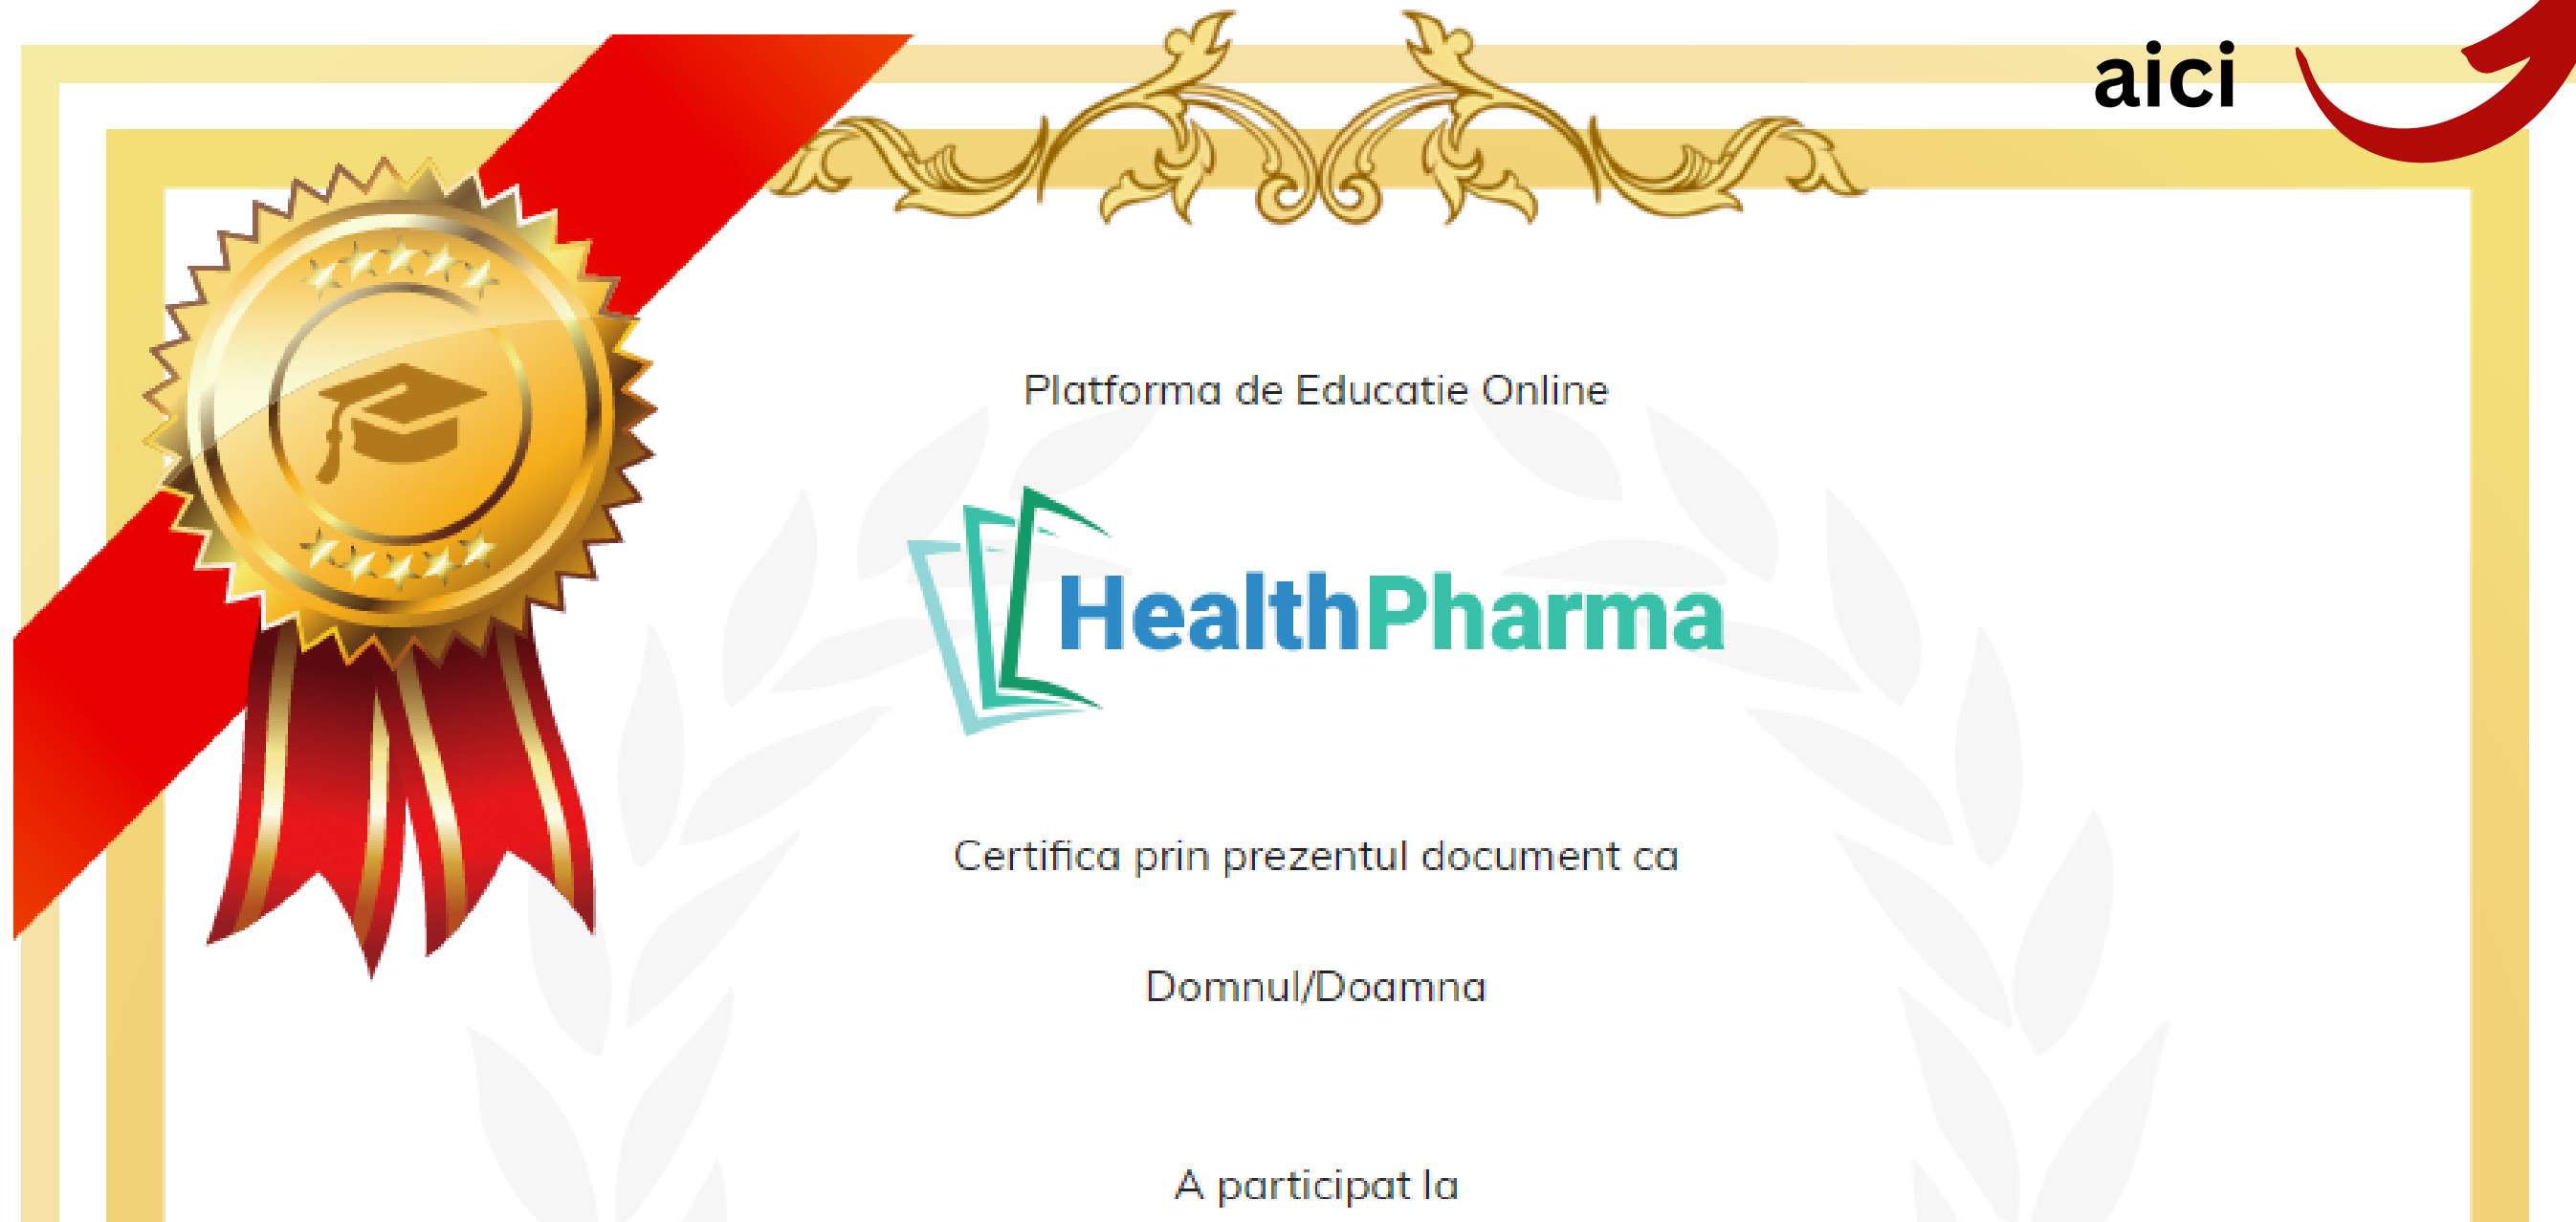 aici
Platforma de Educatie Online
HealthPharma
Certifica prin prezentul document ca
Domnul/Doamna
A participat la